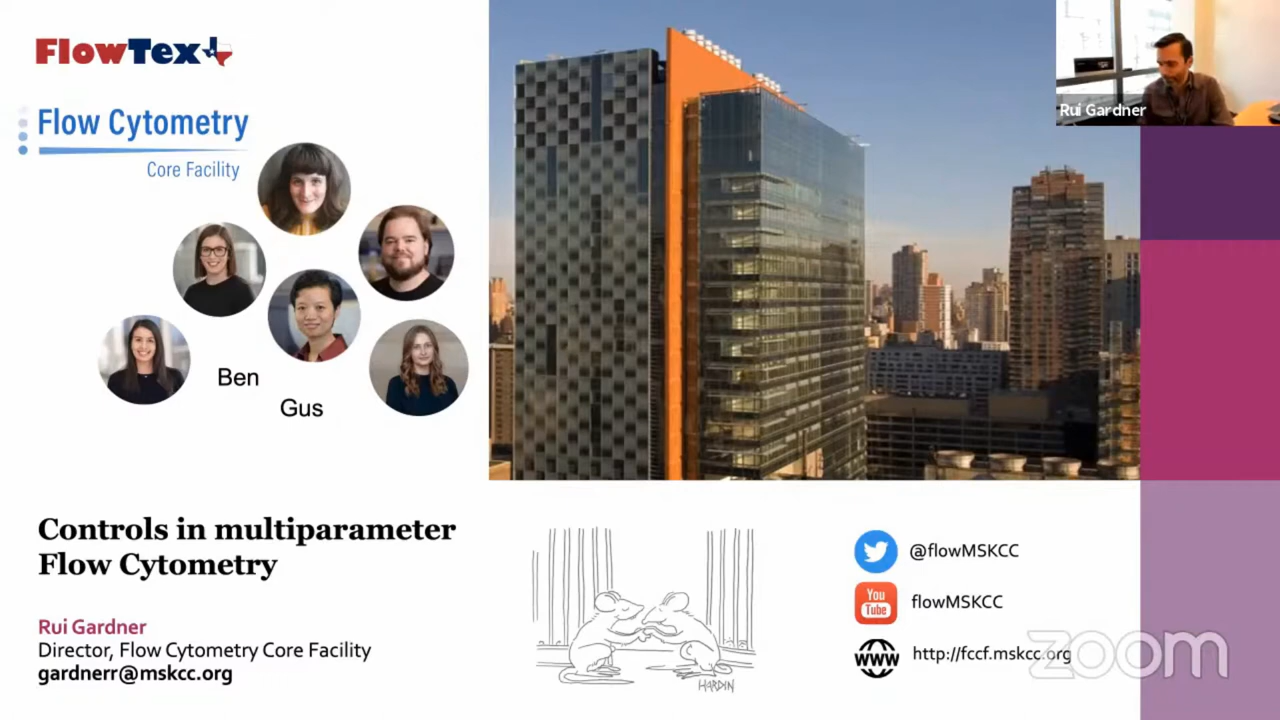 FlowTex
Flow Cytometry
Core Facility
Ben
Gus
Rui Gardner
Controls in multiparameter
Flow Cytometry
Rui Gardner
Director, Flow Cytometry Core Facility
gardnerr@mskcc.org
HARDIN
@flowMSKCC
You
Tube
flowMSKCC
WWW
http://fccf.mskcc.org
zoom